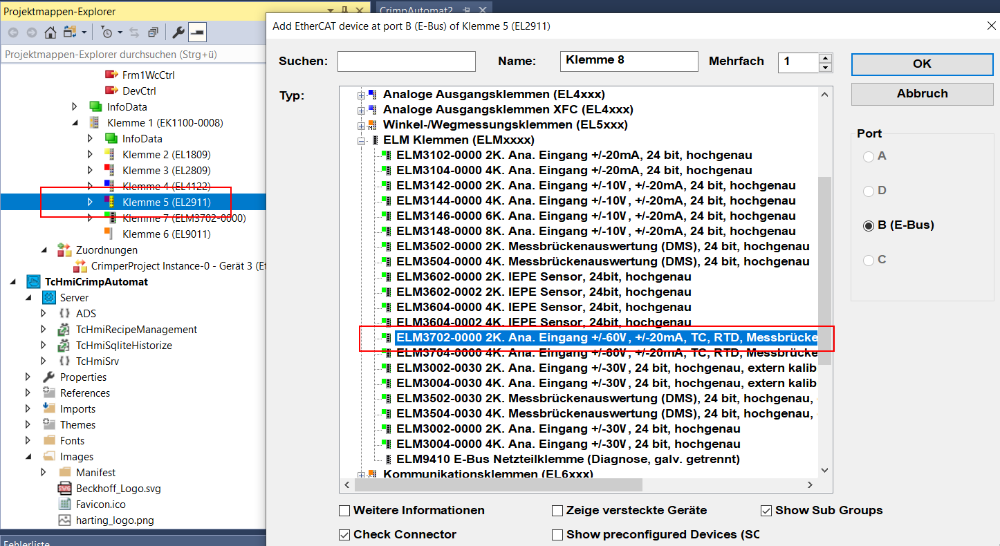 Projektmappen-Explorer
Projektmappen-Explorer durchsuchen (Strg+ü)
Frm1WcCtrl
DevCtrl
InfoData
Klemme 1 (EK1100-0008)
InfoData
Klemme 2 (EL1809)
Klemme 3 (EL2809)
Klemme 4 (EL4122)
Klemme 5 (EL2911)
Klemme 7 (ELM3702-0000)
Klemme 6 (EL9011)
Zuordnungen
CrimperProject Instance-0 - Gerät 3 (Et
TcHmiCrimpAutomat
Server
ADS
TcHmiRecipeManagement
TcHmiSqliteHistorize
TcHmiSrv
Properties
References
Imports
Themes
Fonts
Images
Manifest
Beckhoff_Logo.svg
Favicon.ico
harting_logo.png
Fehlerliste
CrimpAutomat2
Add EtherCAT device at port B (E-Bus) of Klemme 5 (EL2911)
Suchen:
Name:
Klemme 8
Mehrfach
1
OK
Abbruch
Typ:
Analoge Ausgangsklemmen (EL4xxx)
Analoge Ausgangsklemmen XFC (EL4xxx)
Winkel-/Wegmessungsklemmen (EL5xxx)
ELM Klemmen (ELMxxxx)
ELM3102-0000 2K. Ana. Eingang +/-20mA, 24 bit, hochgenau
ELM3104-0000 4K. Ana. Eingang +/-20mA, 24 bit, hochgenau
ELM3142-0000 2K. Ana. Eingang +/-10V, +/-20mA, 24 bit, hochgenau
ELM3144-0000 4K. Ana. Eingang +/-10V, +/-20mA, 24 bit, hochgenau
ELM3146-0000 6K. Ana. Eingang +/-10V, +/-20mA, 24 bit, hochgenau
ELM3148-0000 8K. Ana. Eingang +/-10V, +/-20mA, 24 bit, hochgenau
ELM3502-0000 2K. Messbrückenauswertung (DMS), 24 bit, hochgenau
ELM3504-0000 4K. Messbrückenauswertung (DMS), 24 bit, hochgenau
ELM3602-0000 2K. IEPE Sensor, 24bit, hochgenau
ELM3602-0002 2K. IEPE Sensor, 24bit, hochgenau
ELM3604-0000 4K. IEPE Sensor, 24bit, hochgenau
ELM3604-0002 4K. IEPE Sensor, 24bit, hochgenau
ELM3702-0000 2K. Ana. Eingang +/-60V, +/-20mA, TC, RTD, Messbrücke
ELM3704-0000 4K. Ana. Eingang +/-60V, +/-20mA, TC, RTD, Messbrücke
ELM3002-0030 2K. Ana. Eingang +/-30V, 24 bit, hochgenau, extern kalib
ELM3004-0030 4K. Ana. Eingang +/-30V, 24 bit, hochgenau, extern kalib
ELM3502-0030 2K. Messbrückenauswertung (DMS), 24 bit, hochgenau,
ELM3504-0030 4K. Messbrückenauswertung (DMS), 24 bit, hochgenau,
ELM3002-0000 2K. Ana. Eingang +/-30V, 24 bit, hochgenau
ELM3004-0000 4K. Ana. Eingang +/-30V, 24 bit, hochgenau
ELM9410 E-Bus Netzteilklemme (Diagnose, galv. getrennt)
Kommunikationsklemmen (EL6xxx)
Port
A
D
B (E-Bus)
C
Weitere Informationen
Zeige versteckte Geräte
Show Sub Groups
Check Connector
Show preconfigured Devices (SC